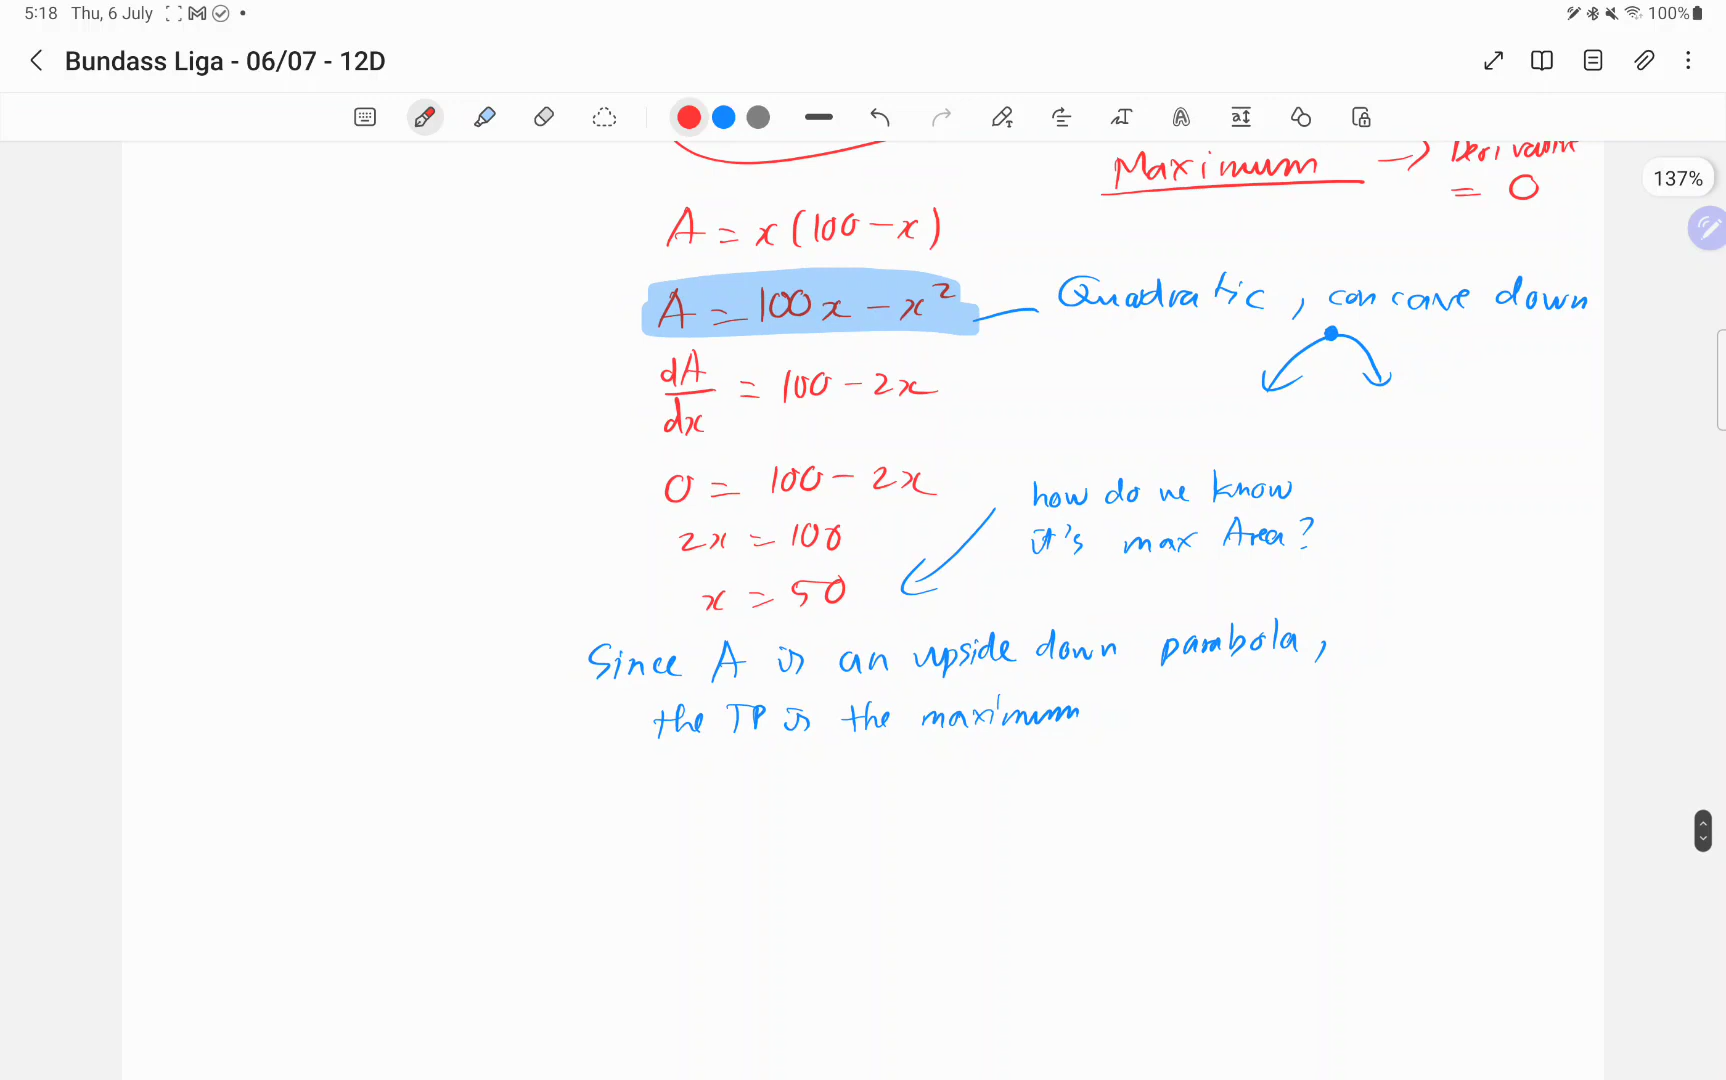 5:18 Thu, 6 July
100%
Bundass Liga - 06/07 - 12D
137%
Maximum → Derivative
= 0
A = x(100 - x)
A = 100x - x²
Quadratic, concave down
dA/dx = 100 - 2x
0 = 100 - 2x
how do we know
it's max Area?
2x = 100
x = 50
Since A is an upside down parabola,
the TP is the maximum